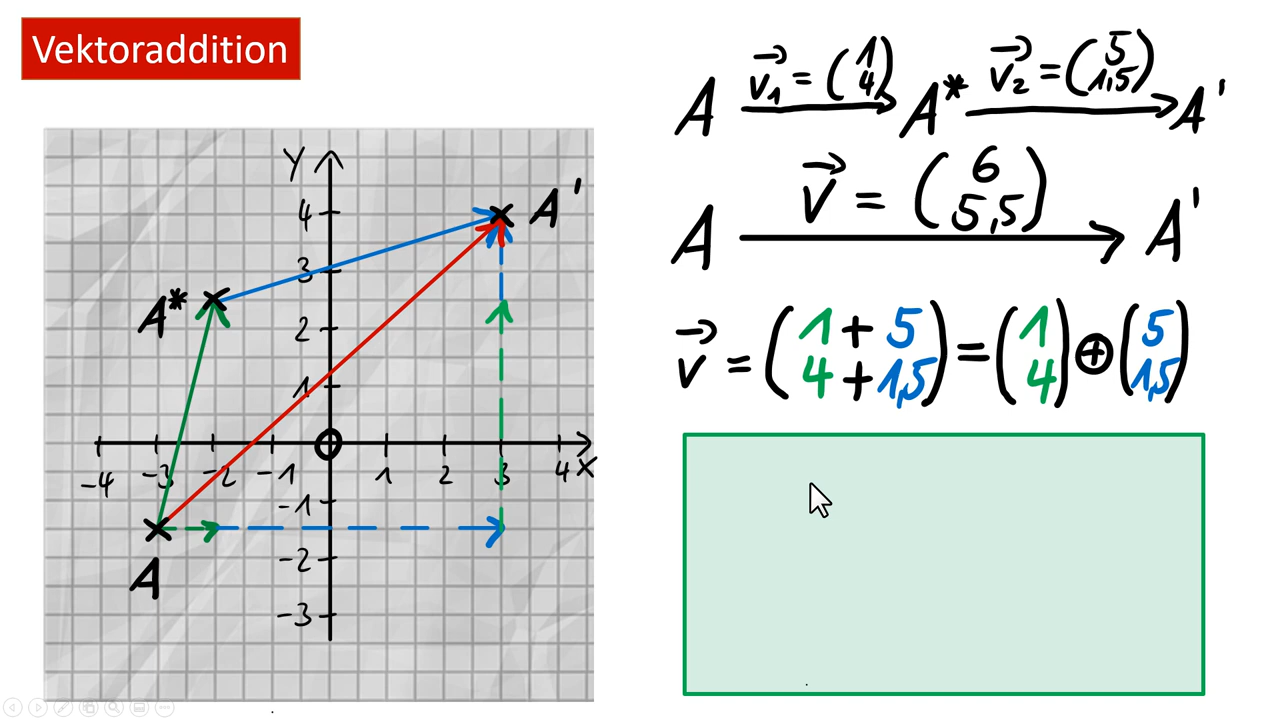 Vektoraddition
A →v₁ = (1 4) A* →v₂ = (5 1,5) A'
A →v = (6 5,5) A'
→v = (1+5 4+1,5) = (1 4) ⊕ (5 1,5)
Y
4 A'
3
A*
2
1
O
-4 -3 -2 -1 1 2 3 4 X
-1
A
-2
-3